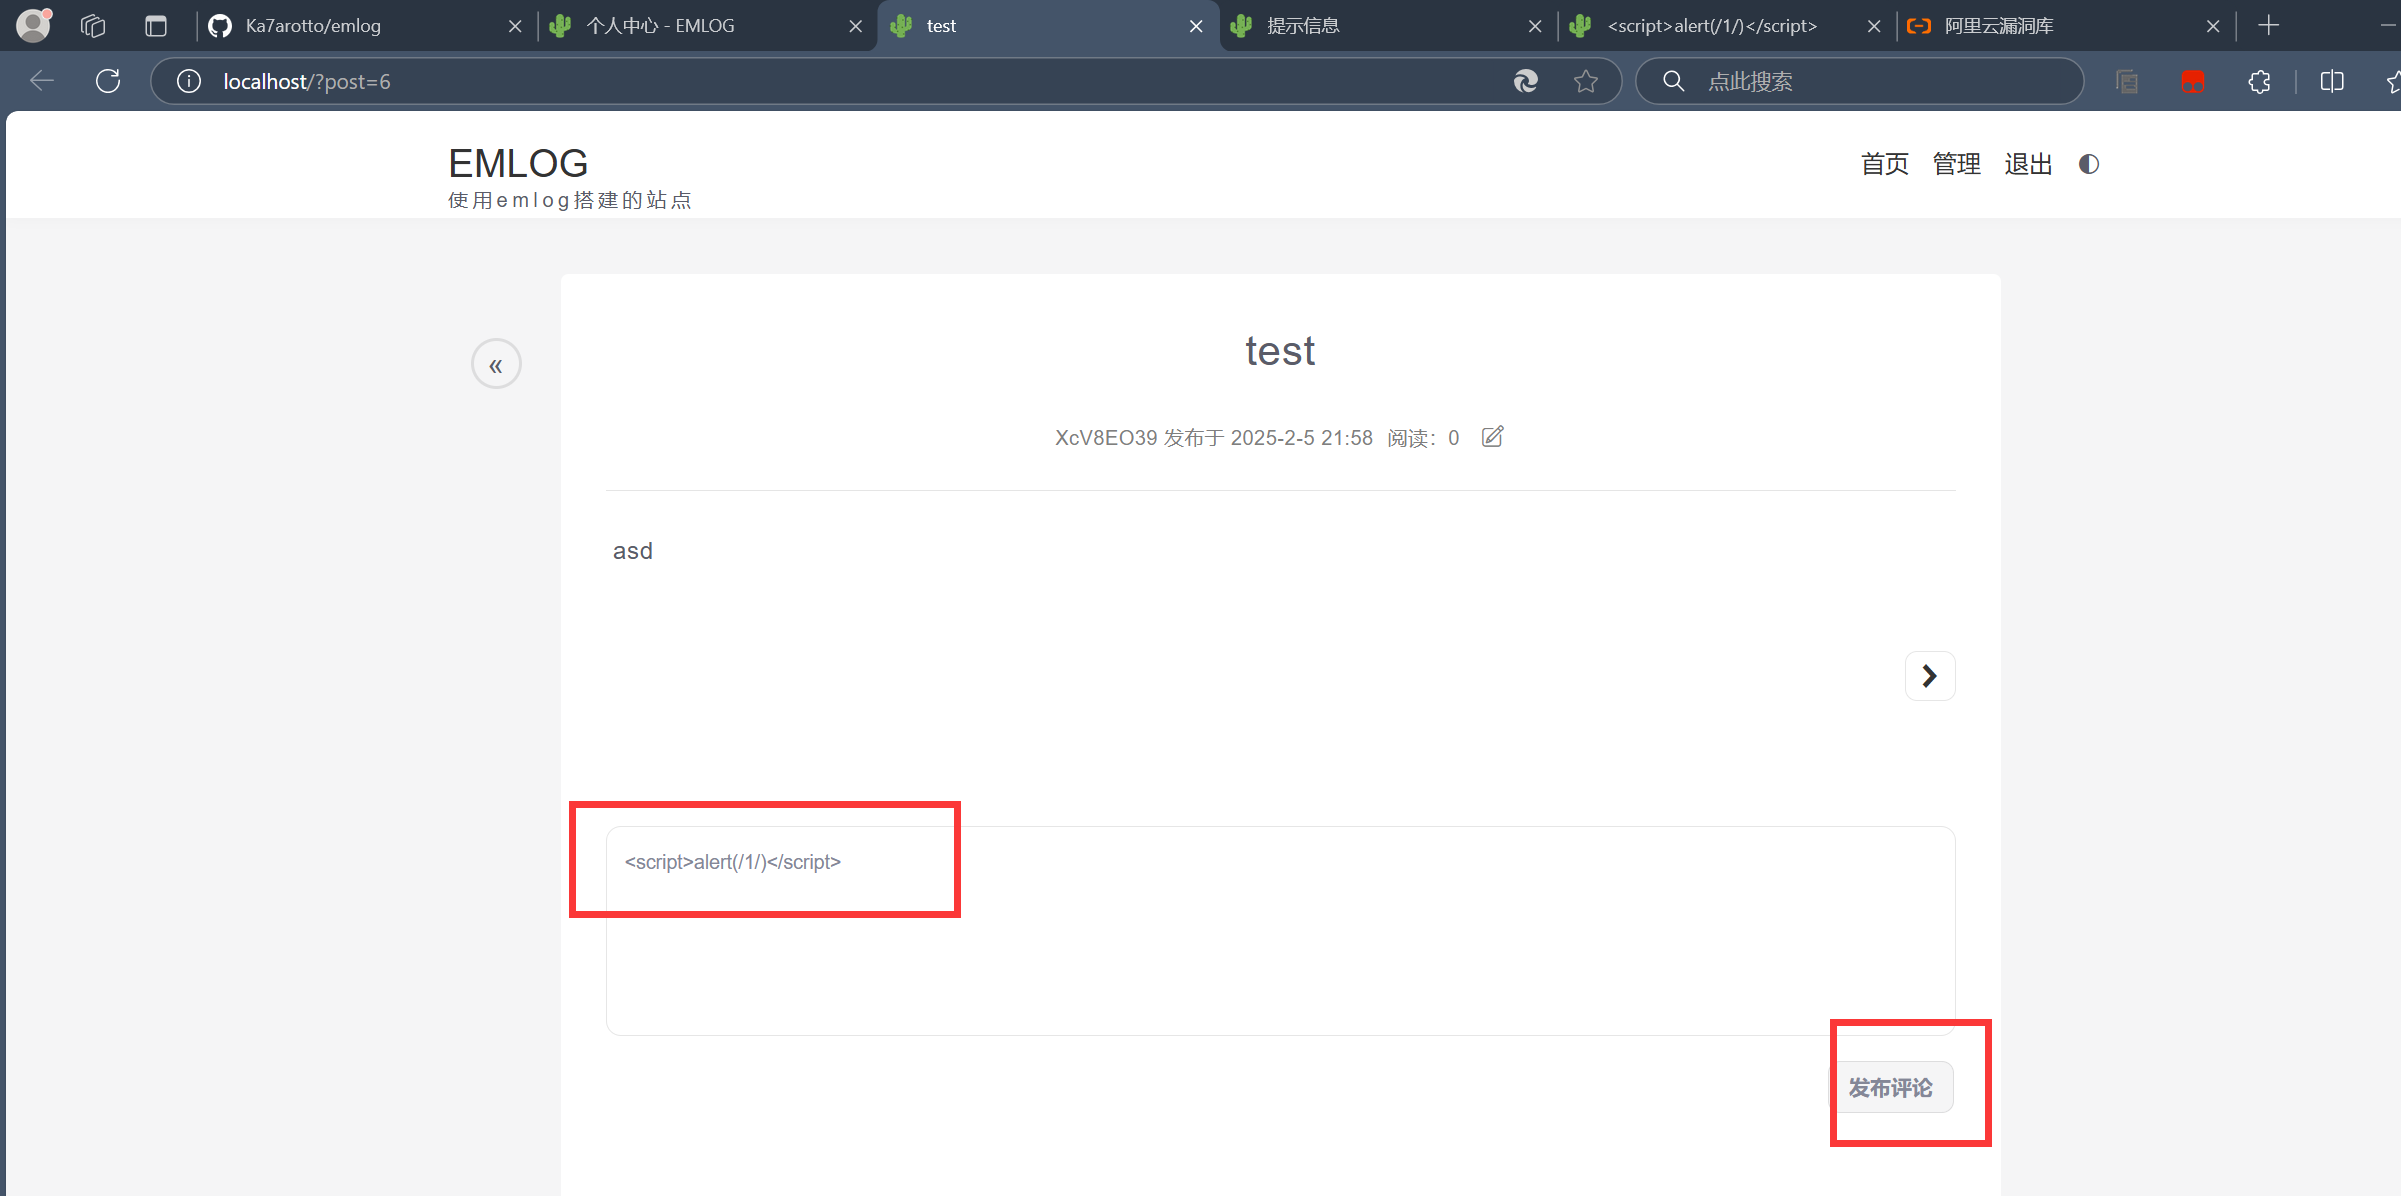 Ka7arotto/emlog
个人中心 - EMLOG
test
提示信息
<script>alert(/1/)</script>
阿里云漏洞库
localhost/?post=6
点此搜索
EMLOG
使用emlog搭建的站点
首页 管理 退出
«
test
XcV8EO39 发布于 2025-2-5 21:58 阅读：0
asd
<script>alert(/1/)</script>
发布评论